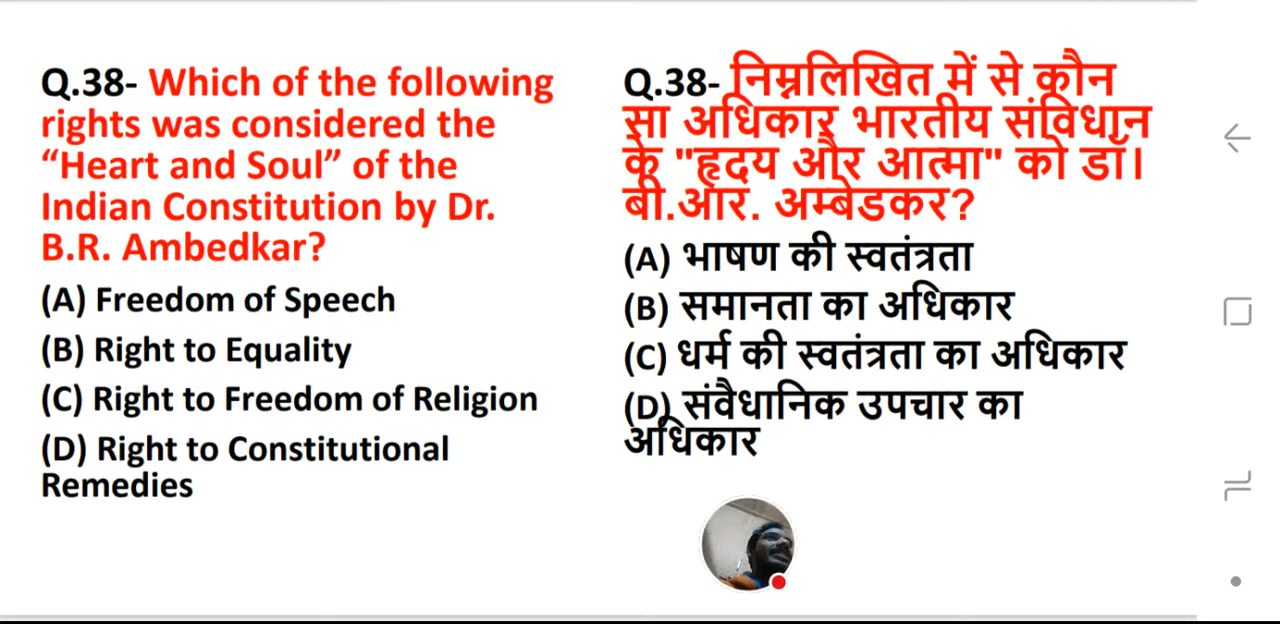 Q.38- Which of the following
rights was considered the
“Heart and Soul” of the
Indian Constitution by Dr.
B.R. Ambedkar?
(A) Freedom of Speech
(B) Right to Equality
(C) Right to Freedom of Religion
(D) Right to Constitutional
Remedies
Q.38- निम्नलिखित में से कौन
सा अधिकार भारतीय संविधान
के "हृदय और आत्मा" को डॉ।
बी.आर. अम्बेडकर?
(A) भाषण की स्वतंत्रता
(B) समानता का अधिकार
(C) धर्म की स्वतंत्रता का अधिकार
(D) संवैधानिक उपचार का
अधिकार